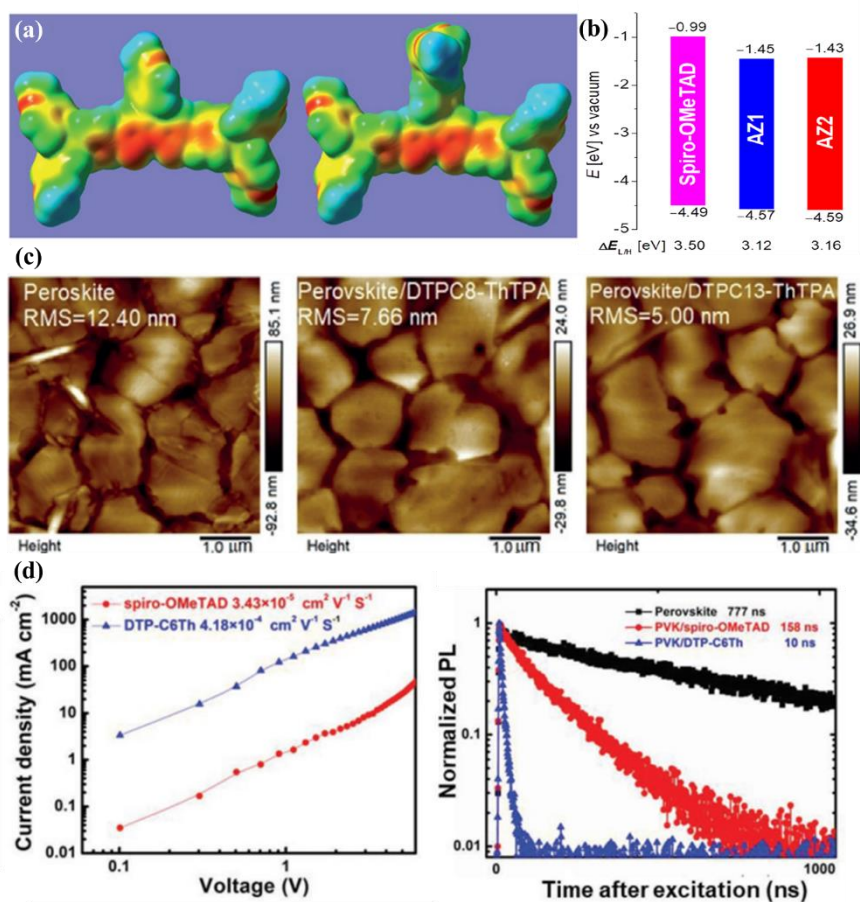 (a)
(b)
E [eV] vs vacuum
-1
-2
-3
-4
-5
−0.99
−1.45
−1.43
Spiro-OMeTAD
AZ1
AZ2
−4.49
−4.57
−4.59
ΔE L/H [eV] 3.50 3.12 3.16
(c)
Peroskite
RMS=12.40 nm
85.1 nm
-92.8 nm
Height
1.0 μm
Perovskite/DTPC8-ThTPA
RMS=7.66 nm
24.0 nm
-29.8 nm
Height
1.0 μm
Perovskite/DTPC13-ThTPA
RMS=5.00 nm
26.9 nm
-34.6 nm
Height
1.0 μm
(d)
Current density (mA cm-2)
1000
100
10
1
0.1
0.01
spiro-OMeTAD 3.43×10-5 cm2 V-1 S-1
DTP-C6Th 4.18×10-4 cm2 V-1 S-1
0.1 1
Voltage (V)
Normalized PL
1
0.1
0.01
Perovskite 777 ns
PVK/spiro-OMeTAD 158 ns
PVK/DTP-C6Th 10 ns
0 1000
Time after excitation (ns)